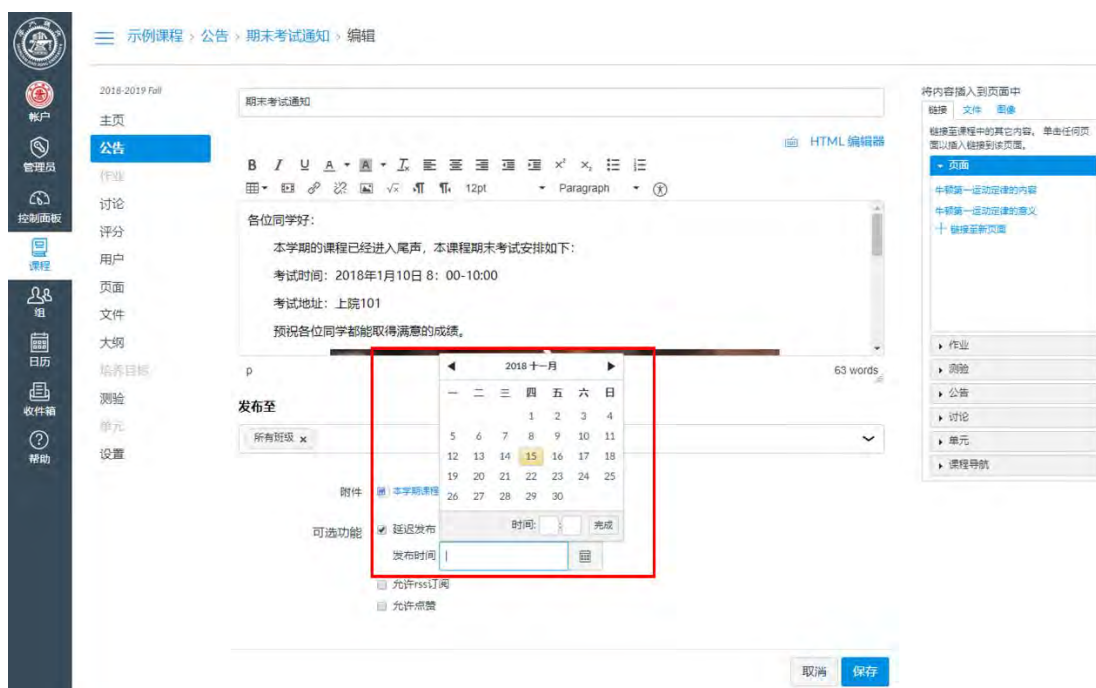 示例课程 › 公告 › 期末考试通知 › 编辑
帐户
管理员
控制面板
课程
组
日历
收件箱
帮助
2018-2019 Fall
主页
公告
作业
讨论
评分
用户
页面
文件
大纲
培养目标
测验
单元
设置
期末考试通知
HTML 编辑器
B I U A A
12pt Paragraph
各位同学好:
本学期的课程已经进入尾声，本课程期末考试安排如下:
考试时间：2018年1月10日 8：00-10:00
考试地址：上院101
预祝各位同学都能取得满意的成绩。
p 63 words
发布至
所有班级 x
2018 十一月
一 二 三 四 五 六 日
1 2 3 4
5 6 7 8 9 10 11
12 13 14 15 16 17 18
19 20 21 22 23 24 25
26 27 28 29 30
时间: : 完成
附件 本学期课程
可选功能 延迟发布
发布时间
允许rss订阅
允许点赞
取消 保存
将内容插入到页面中
链接 文件 图像
链接至课程中的其它内容。 单击任何页
面以插入链接到该页面。
页面
牛顿第一运动定律的内容
牛顿第一运动定律的意义
链接至新页面
作业
测验
公告
讨论
单元
课程导航